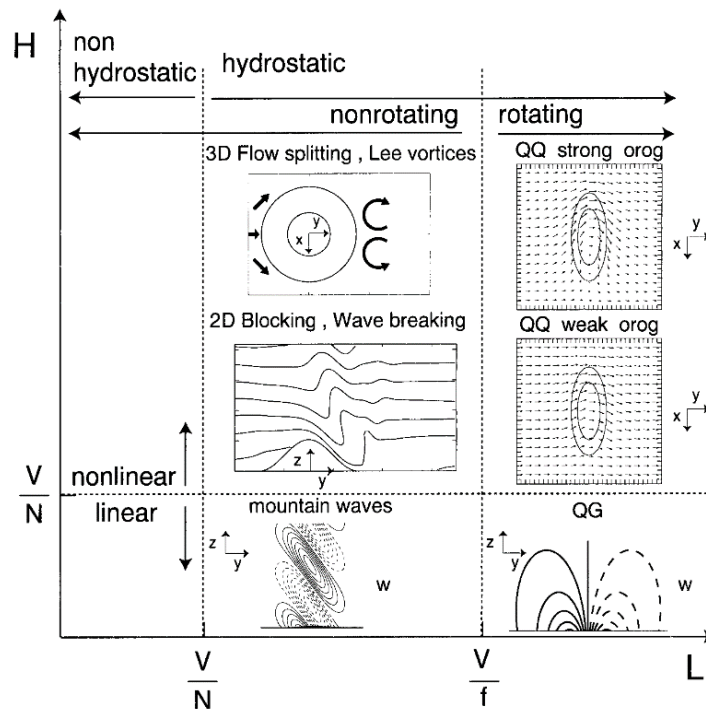 H
non
hydrostatic
hydrostatic
nonrotating
rotating
3D Flow splitting , Lee vortices
y
x
QQ strong orog
y
x
2D Blocking , Wave breaking
z
y
QQ weak orog
y
x
V
N
nonlinear
linear
mountain waves
z
y
w
QG
z
y
w
V
N
V
f
L